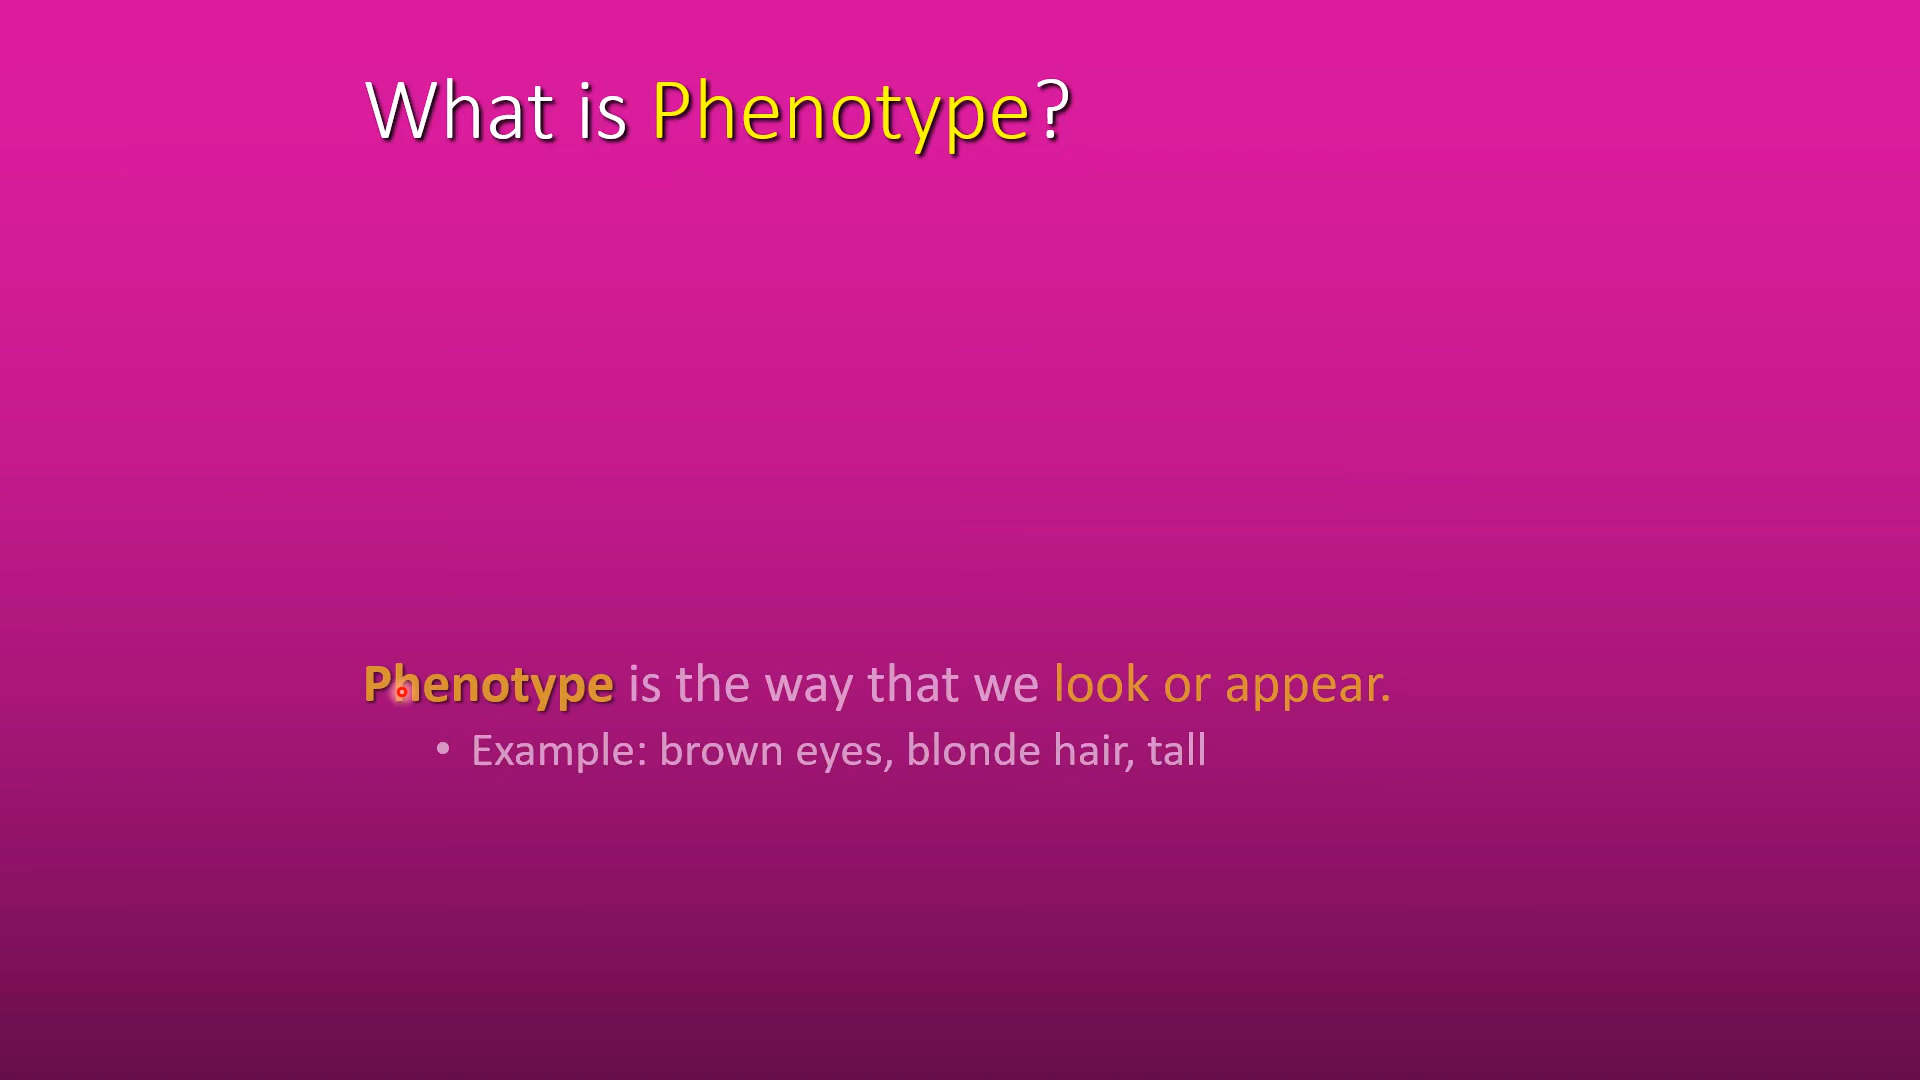 What is Phenotype?
Phenotype is the way that we look or appear.
• Example: brown eyes, blonde hair, tall